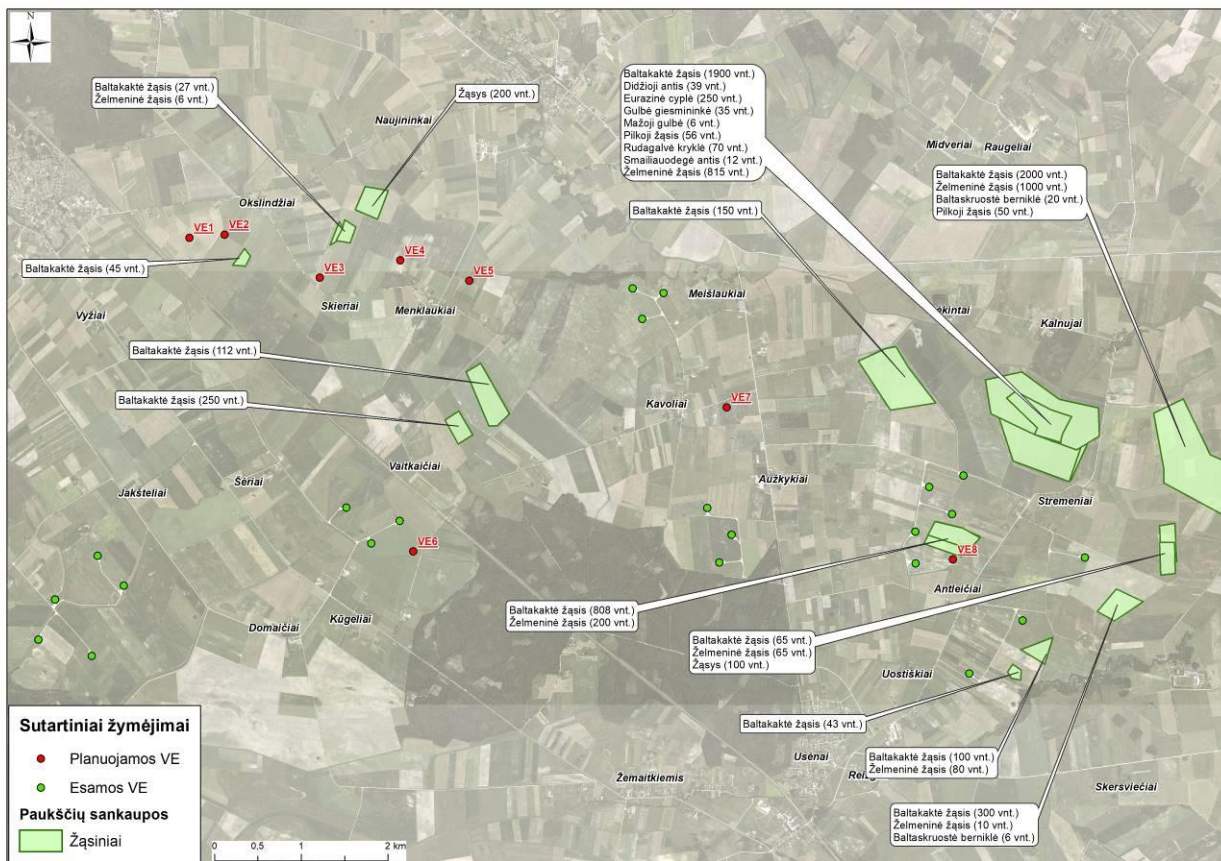 N
Baltakaktė žąsis (27 vnt.)
Želmeninė žąsis (6 vnt.)
Žąsys (200 vnt.)
Naujininkai
Baltakaktė žąsis (1900 vnt.)
Didžioji antis (39 vnt.)
Eurazinė cyplė (250 vnt.)
Gulbė giesmininkė (35 vnt.)
Mažoji gulbė (6 vnt.)
Pilkoji žąsis (56 vnt.)
Rudagalvė kryklė (70 vnt.)
Smailiauodegė antis (12 vnt.)
Želmeninė žąsis (815 vnt.)
Midveriai
Raugeliai
Baltakaktė žąsis (2000 vnt.)
Želmeninė žąsis (1000 vnt.)
Baltaskruostė berniklė (20 vnt.)
Pilkoji žąsis (50 vnt.)
Okslindžiai
Baltakaktė žąsis (150 vnt.)
VE1
VE2
VE4
Baltakaktė žąsis (45 vnt.)
VE3
VE5
Skieriai
Menklaukiai
Meišlaukiai
Kalnujai
Vyžiai
Baltakaktė žąsis (112 vnt.)
Baltakaktė žąsis (250 vnt.)
Kavoliai
VE7
Vaitkaičiai
Šėriai
Jakšteliai
Aužkykiai
Stremeniai
VE6
VE8
Antleičiai
Baltakaktė žąsis (808 vnt.)
Želmeninė žąsis (200 vnt.)
Kūgeliai
Domaičiai
Baltakaktė žąsis (65 vnt.)
Želmeninė žąsis (65 vnt.)
Žąsys (100 vnt.)
Uostiškiai
Baltakaktė žąsis (43 vnt.)
Usėnai
Baltakaktė žąsis (100 vnt.)
Želmeninė žąsis (80 vnt.)
Žemaitkiemis
Skersviečiai
Baltakaktė žąsis (300 vnt.)
Želmeninė žąsis (10 vnt.)
Baltaskruostė berniklė (6 vnt.)
Sutartiniai žymėjimai
Planuojamos VE
Esamos VE
Paukščių sankaupos
Žąsiniai
0 0,5 1 2 km